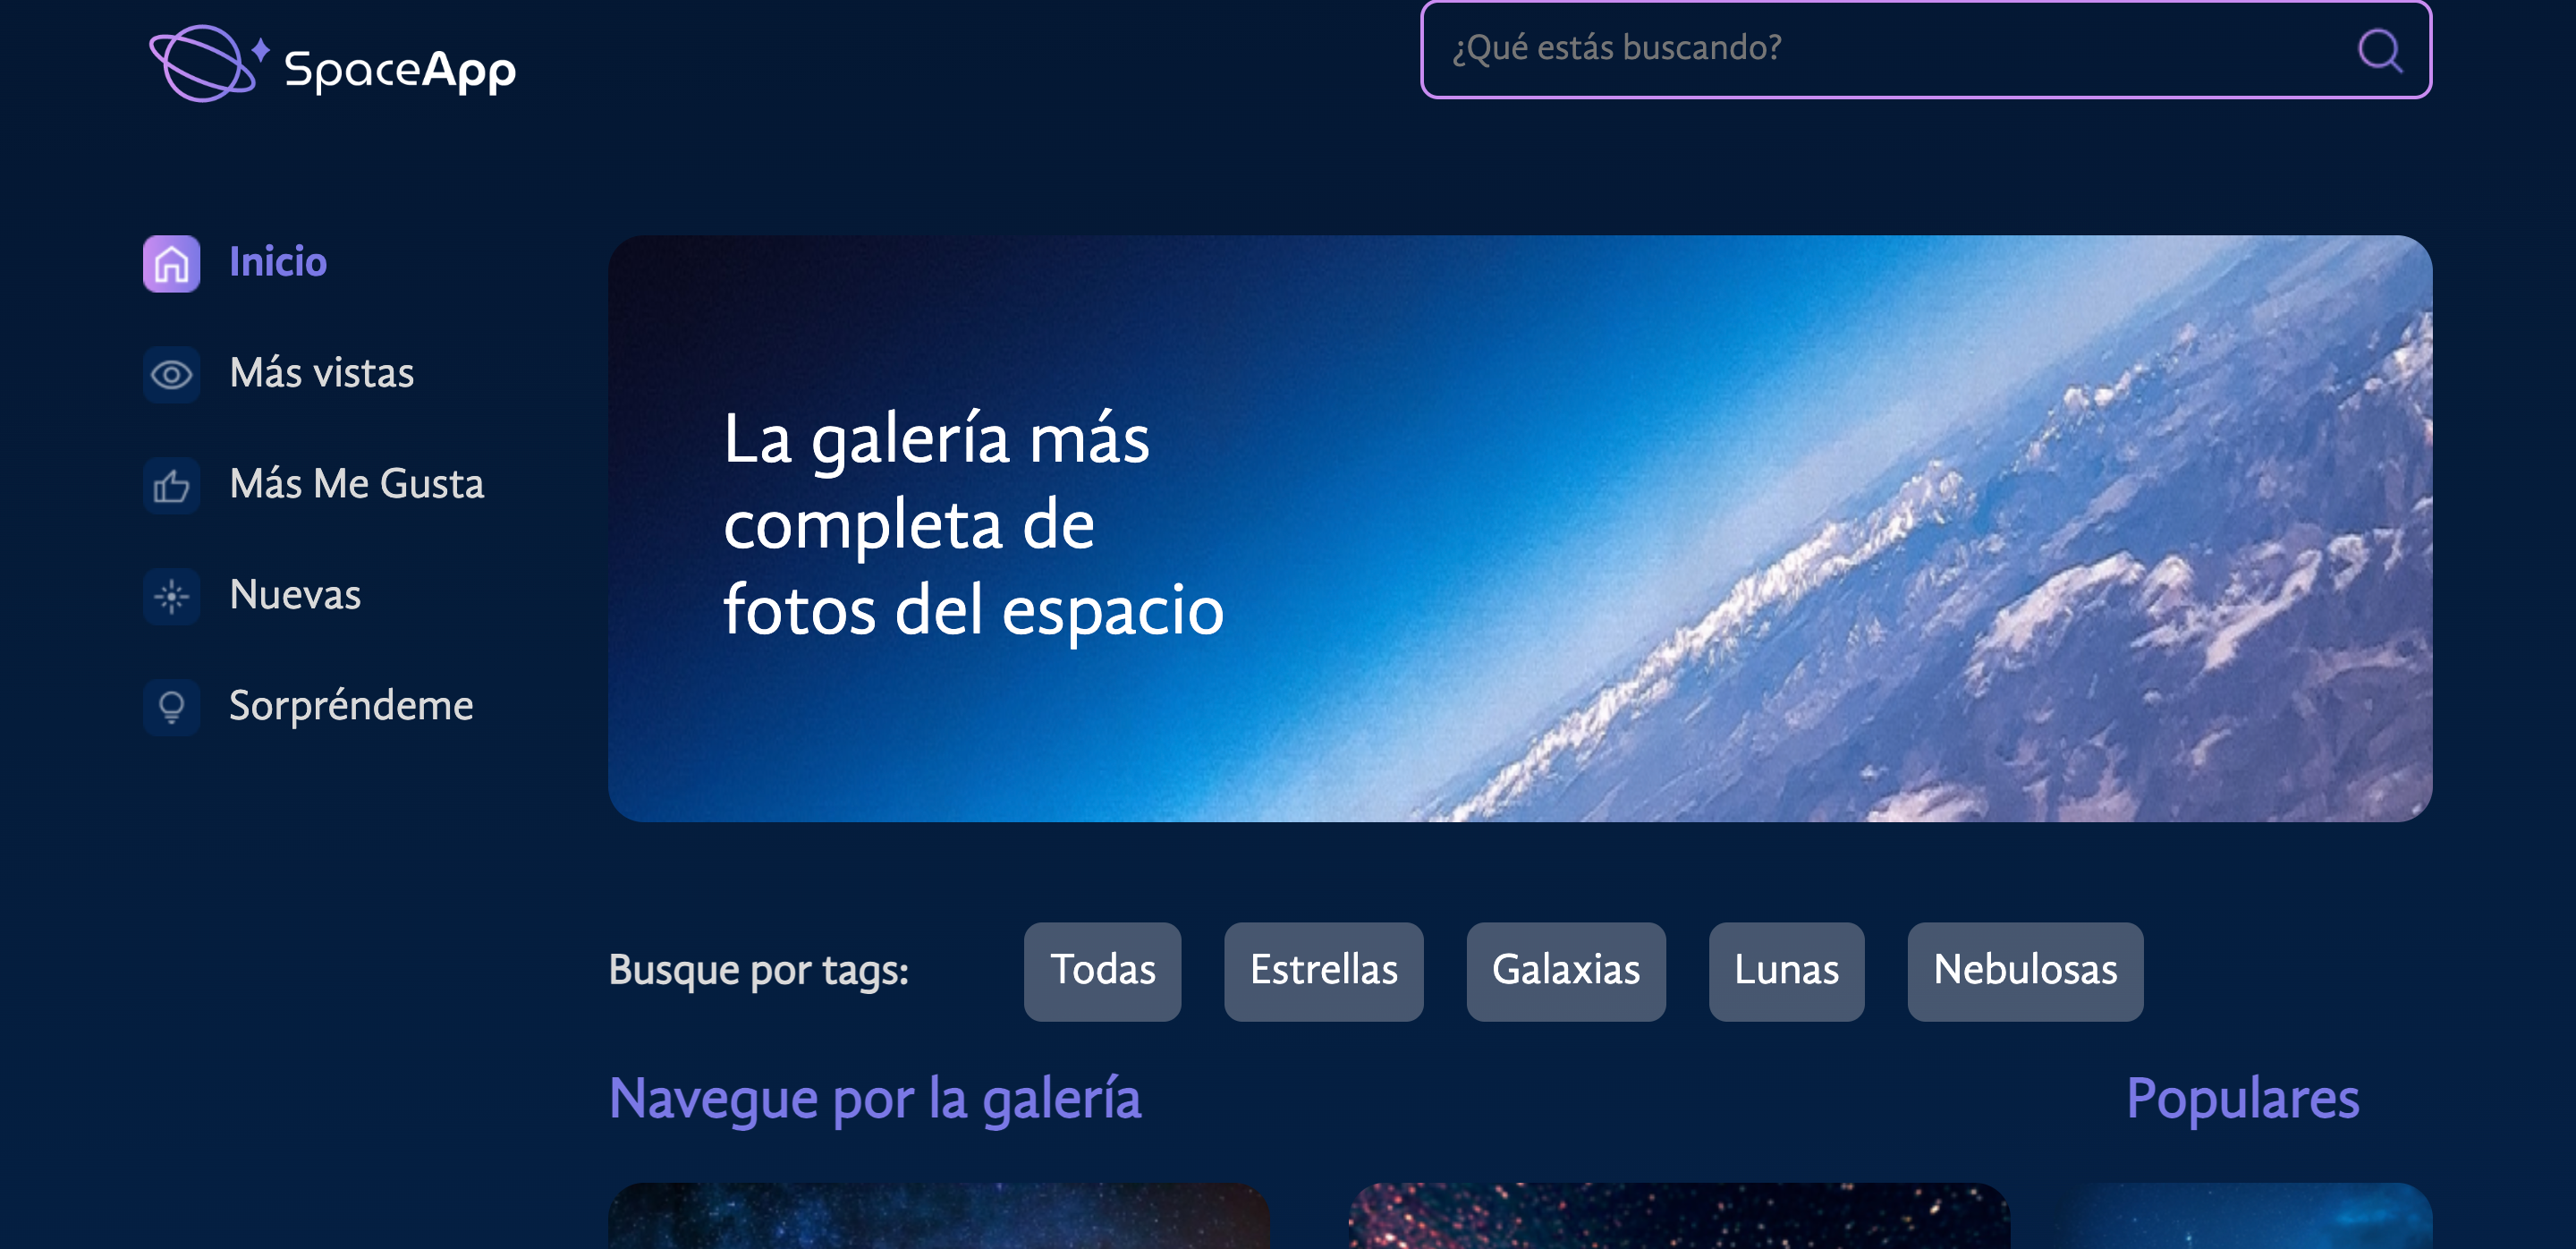 SpaceApp
¿Qué estás buscando?
Inicio
Más vistas
Más Me Gusta
Nuevas
Sorpréndeme
La galería más
completa de
fotos del espacio
Busque por tags:
Todas
Estrellas
Galaxias
Lunas
Nebulosas
Navegue por la galería
Populares